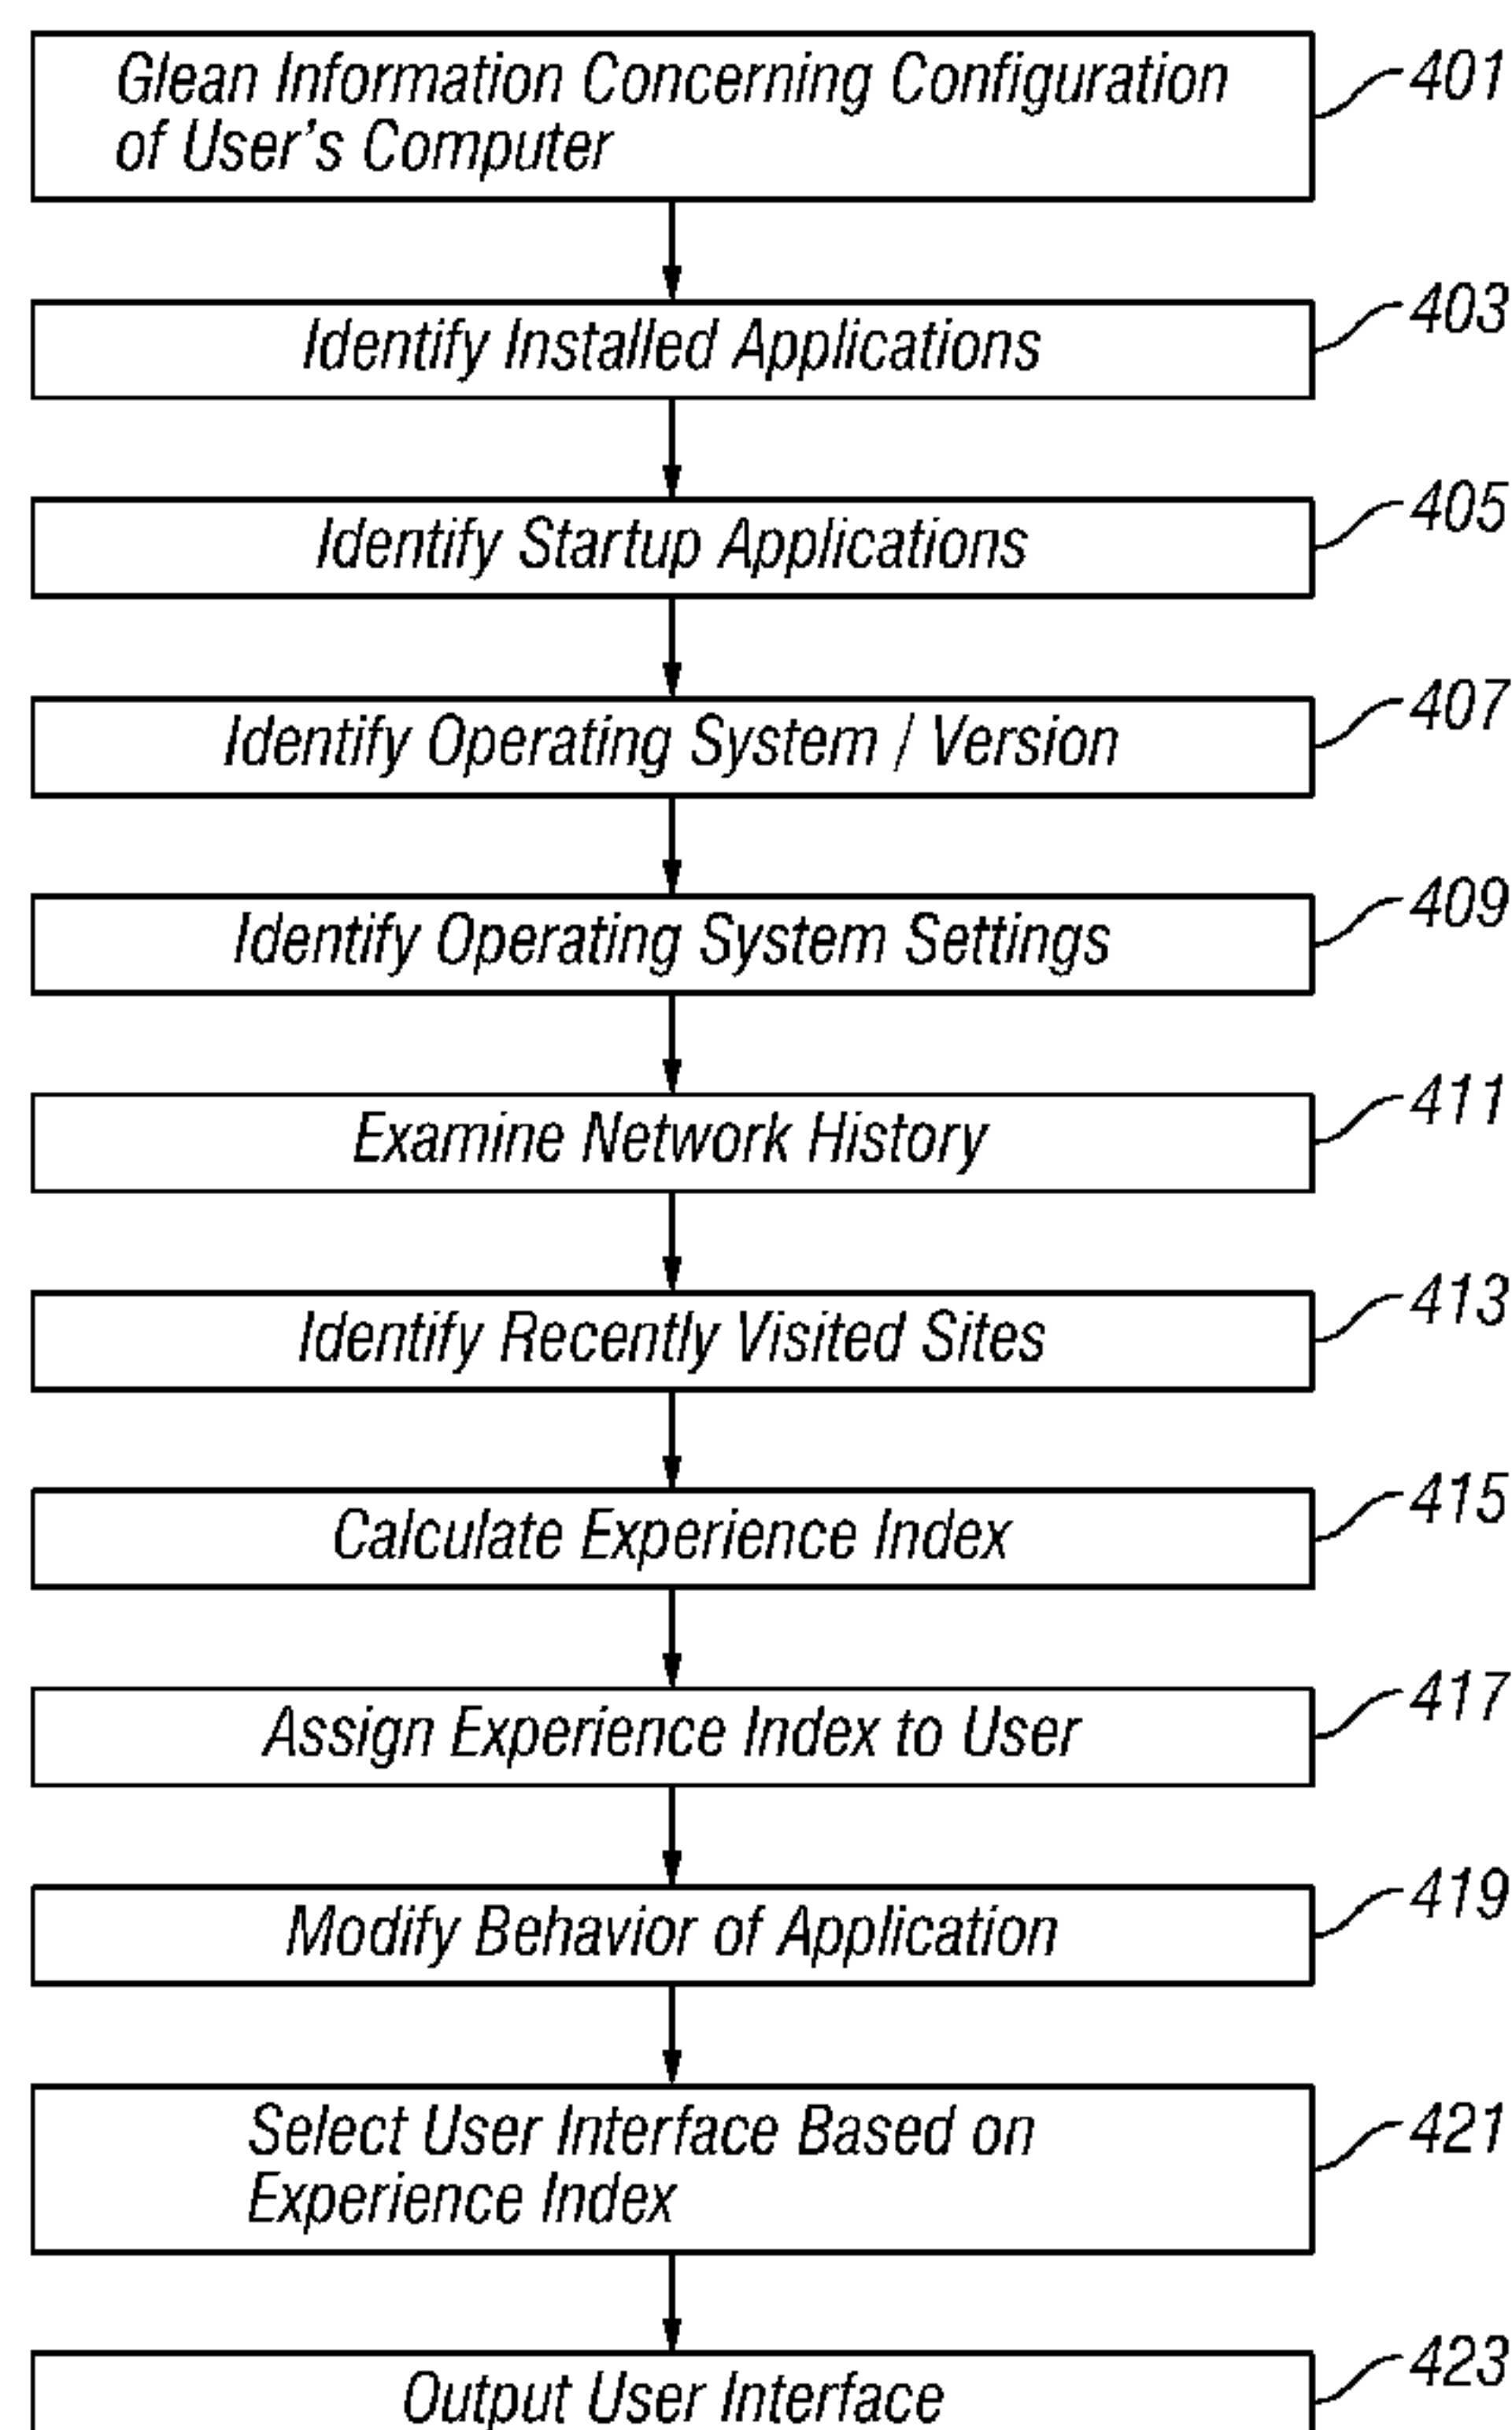 Glean Information Concerning Configuration
of User's Computer
401
Identify Installed Applications
403
Identify Startup Applications
405
Identify Operating System / Version
407
Identify Operating System Settings
409
Examine Network History
411
Identify Recently Visited Sites
413
Calculate Experience Index
415
Assign Experience Index to User
417
Modify Behavior of Application
419
Select User Interface Based on
Experience Index
421
Output User Interface
423